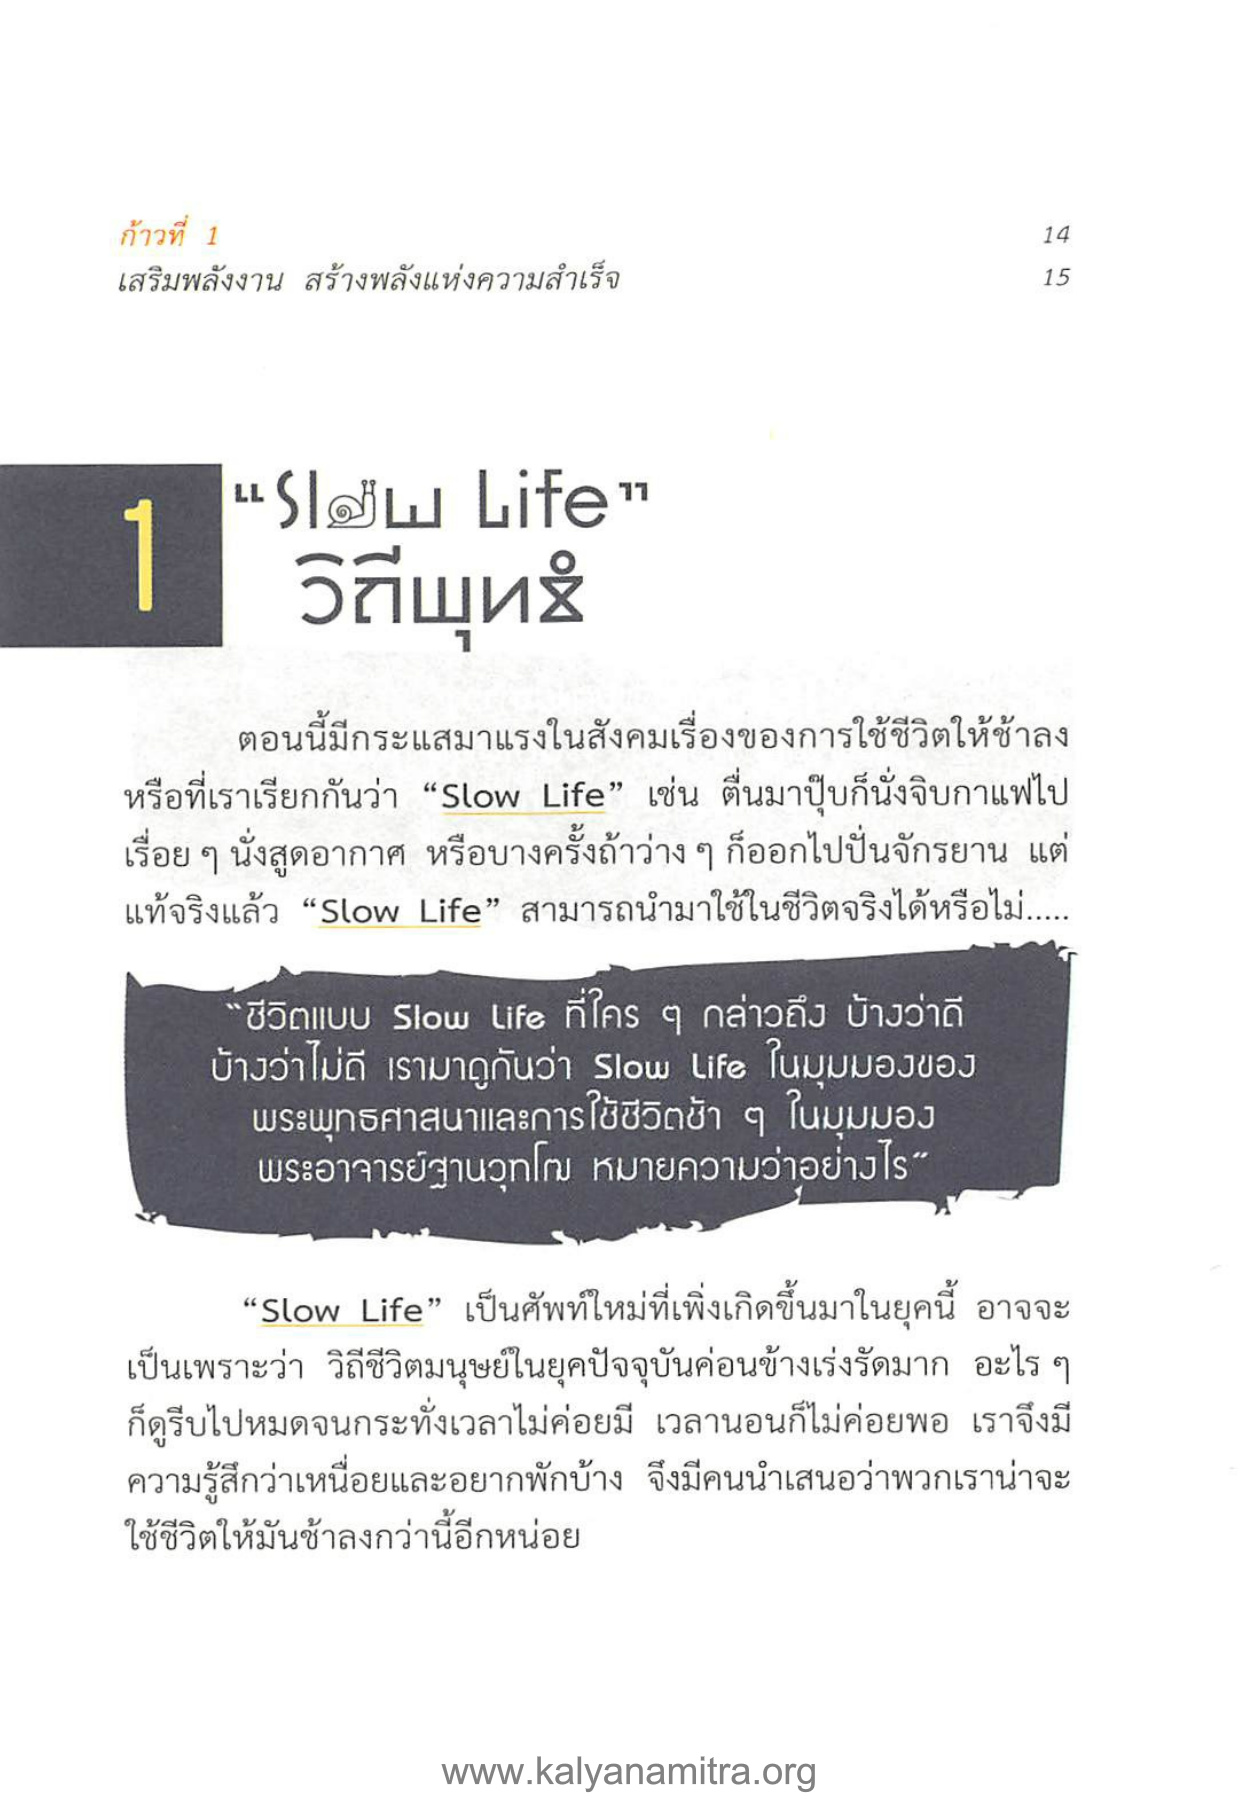 ก้าวที่ 1 14
เสริมพลังงาน สร้างพลังแห่งความสำเร็จ 15
1
“Slow Life”
วิถีพุทธ
ตอนนี้มีกระแสมาแรงในสังคมเรื่องของการใช้ชีวิตให้ช้าลง
หรือที่เราเรียกกันว่า “Slow Life” เช่น ตื่นมาปุ๊บก็นั่งจิบกาแฟไป
เรื่อย ๆ นั่งสูดอากาศ หรือบางครั้งถ้าว่าง ๆ ก็ออกไปปั่นจักรยาน แต่
แท้จริงแล้ว “Slow Life” สามารถนำมาใช้ในชีวิตจริงได้หรือไม่.....
“ชีวิตแบบ Slow Life ที่ใคร ๆ กล่าวถึง บ้างว่าดี
บ้างว่าไม่ดี เรามาดูกันว่า Slow Life ในมุมมองของ
พระพุทธศาสนาและการใช้ชีวิตช้า ๆ ในมุมมอง
พระอาจารย์ฐานวุฑโฒ หมายความว่าอย่างไร”
“Slow Life” เป็นศัพท์ใหม่ที่เพิ่งเกิดขึ้นมาในยุคนี้ อาจจะ
เป็นเพราะว่า วิถีชีวิตมนุษย์ในยุคปัจจุบันค่อนข้างเร่งรัดมาก อะไร ๆ
ก็ดูรีบไปหมดจนกระทั่งเวลาไม่ค่อยมี เวลานอนก็ไม่ค่อยพอ เราจึงมี
ความรู้สึกว่าเหนื่อยและอยากพักบ้าง จึงมีคนนำเสนอว่าพวกเราน่าจะ
ใช้ชีวิตให้มันช้าลงกว่านี้อีกหน่อย
www.kalyanamitra.org